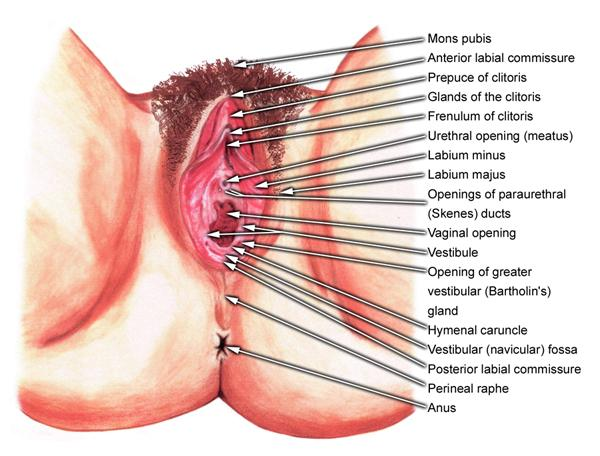 Mons pubis
Anterior labial commissure
Prepuce of clitoris
Glands of the clitoris
Frenulum of clitoris
Urethral opening (meatus)
Labium minus
Labium majus
Openings of paraurethral
(Skenes) ducts
Vaginal opening
Vestibule
Opening of greater
vestibular (Bartholin's)
gland
Hymenal caruncle
Vestibular (navicular) fossa
Posterior labial commissure
Perineal raphe
Anus